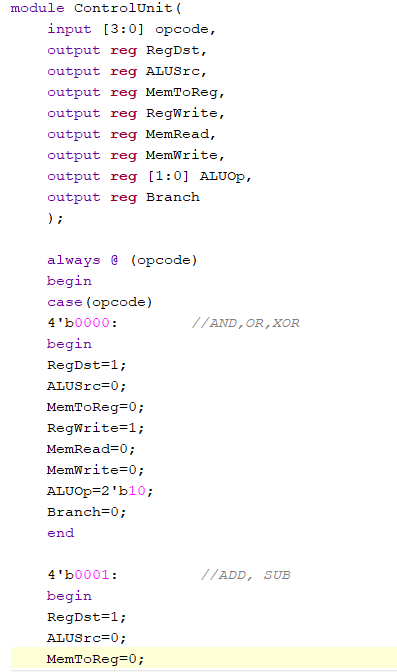 module ControlUnit(
input [3:0] opcode,
output reg RegDst,
output reg ALUSrc,
output reg MemToReg,
output reg RegWrite,
output reg MemRead,
output reg MemWrite,
output reg [1:0] ALUOp,
output reg Branch
);
always @ (opcode)
begin
case(opcode)
4'b0000: //AND,OR,XOR
begin
RegDst=1;
ALUSrc=0;
MemToReg=0;
RegWrite=1;
MemRead=0;
MemWrite=0;
ALUOp=2'b10;
Branch=0;
end
4'b0001: //ADD, SUB
begin
RegDst=1;
ALUSrc=0;
MemToReg=0;